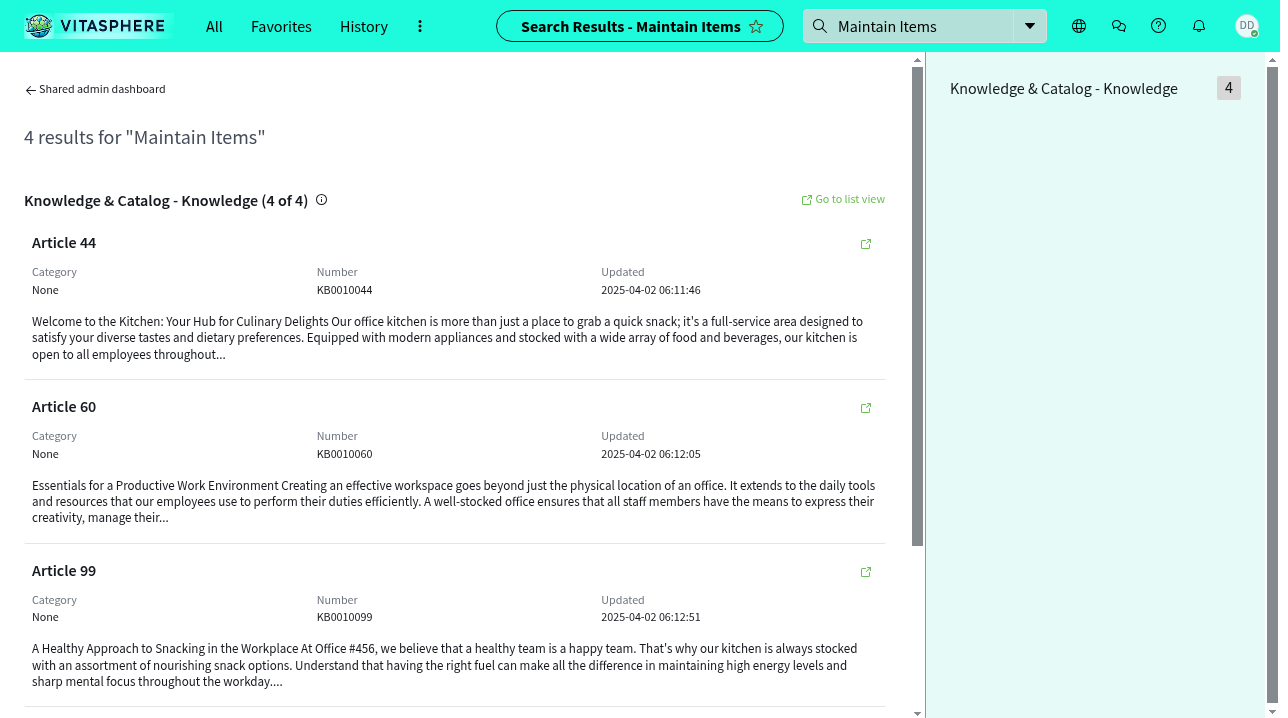 VITASPHERE
All
Favorites
History
Search Results - Maintain Items
Maintain Items
DD
Shared admin dashboard
4 results for "Maintain Items"
Knowledge & Catalog - Knowledge (4 of 4)
Go to list view
Article 44
Category
Number
Updated
None
KB0010044
2025-04-02 06:11:46
Welcome to the Kitchen: Your Hub for Culinary Delights Our office kitchen is more than just a place to grab a quick snack; it's a full-service area designed to
satisfy your diverse tastes and dietary preferences. Equipped with modern appliances and stocked with a wide array of food and beverages, our kitchen is
open to all employees throughout...
Article 60
Category
Number
Updated
None
KB0010060
2025-04-02 06:12:05
Essentials for a Productive Work Environment Creating an effective workspace goes beyond just the physical location of an office. It extends to the daily tools
and resources that our employees use to perform their duties efficiently. A well-stocked office ensures that all staff members have the means to express their
creativity, manage their...
Article 99
Category
Number
Updated
None
KB0010099
2025-04-02 06:12:51
A Healthy Approach to Snacking in the Workplace At Office #456, we believe that a healthy team is a happy team. That's why our kitchen is always stocked
with an assortment of nourishing snack options. Understand that having the right fuel can make all the difference in maintaining high energy levels and
sharp mental focus throughout the workday....
Knowledge & Catalog - Knowledge
4